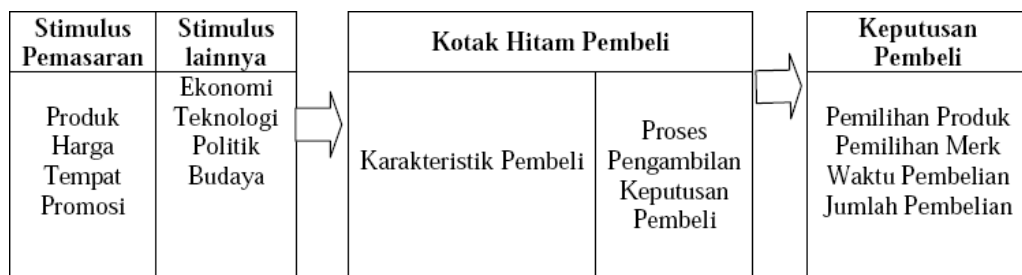 Stimulus
Pemasaran
Stimulus
lainnya
Kotak Hitam Pembeli
Keputusan
Pembeli
Produk
Harga
Tempat
Promosi
Ekonomi
Teknologi
Politik
Budaya
Karakteristik Pembeli
Proses
Pengambilan
Keputusan
Pembeli
Pemilihan Produk
Pemilihan Merk
Waktu Pembelian
Jumlah Pembelian